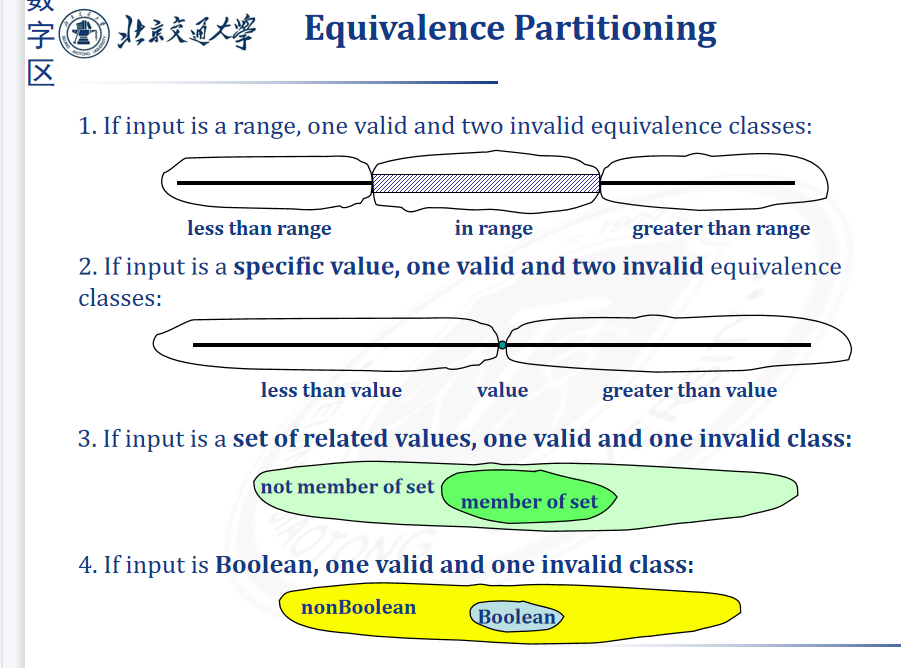 数
字
区
北京交通大学
Equivalence Partitioning
1. If input is a range, one valid and two invalid equivalence classes:
less than range in range greater than range
2. If input is a specific value, one valid and two invalid equivalence
classes:
less than value value greater than value
3. If input is a set of related values, one valid and one invalid class:
not member of set
member of set
4. If input is Boolean, one valid and one invalid class:
nonBoolean
Boolean